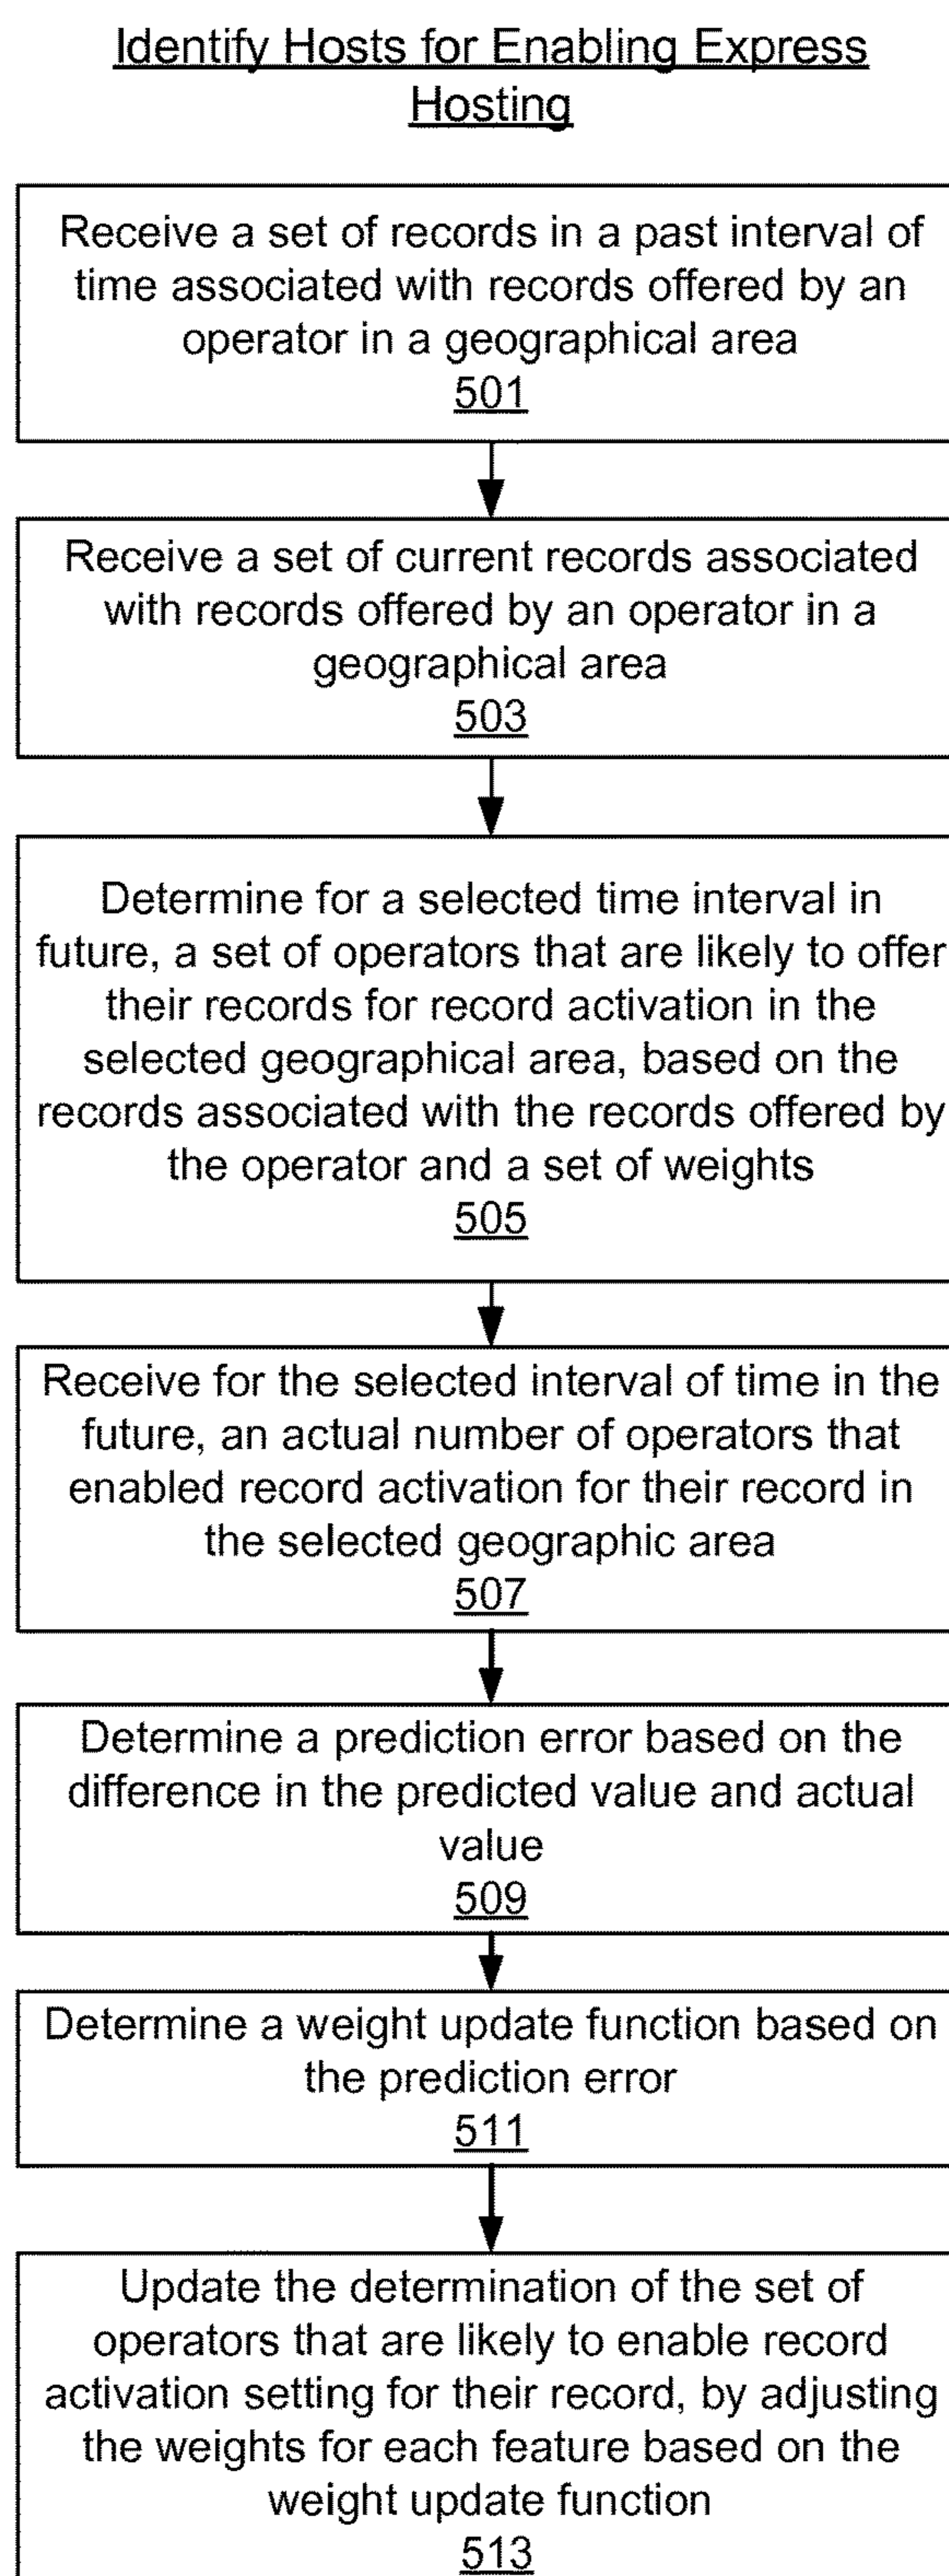 Identify Hosts for Enabling Express
Hosting
Receive a set of records in a past interval of
time associated with records offered by an
operator in a geographical area
501
Receive a set of current records associated
with records offered by an operator in a
geographical area
503
Determine for a selected time interval in
future, a set of operators that are likely to offer
their records for record activation in the
selected geographical area, based on the
records associated with the records offered by
the operator and a set of weights
505
Receive for the selected interval of time in the
future, an actual number of operators that
enabled record activation for their record in
the selected geographic area
507
Determine a prediction error based on the
difference in the predicted value and actual
value
509
Determine a weight update function based on
the prediction error
511
Update the determination of the set of
operators that are likely to enable record
activation setting for their record, by adjusting
the weights for each feature based on the
weight update function
513